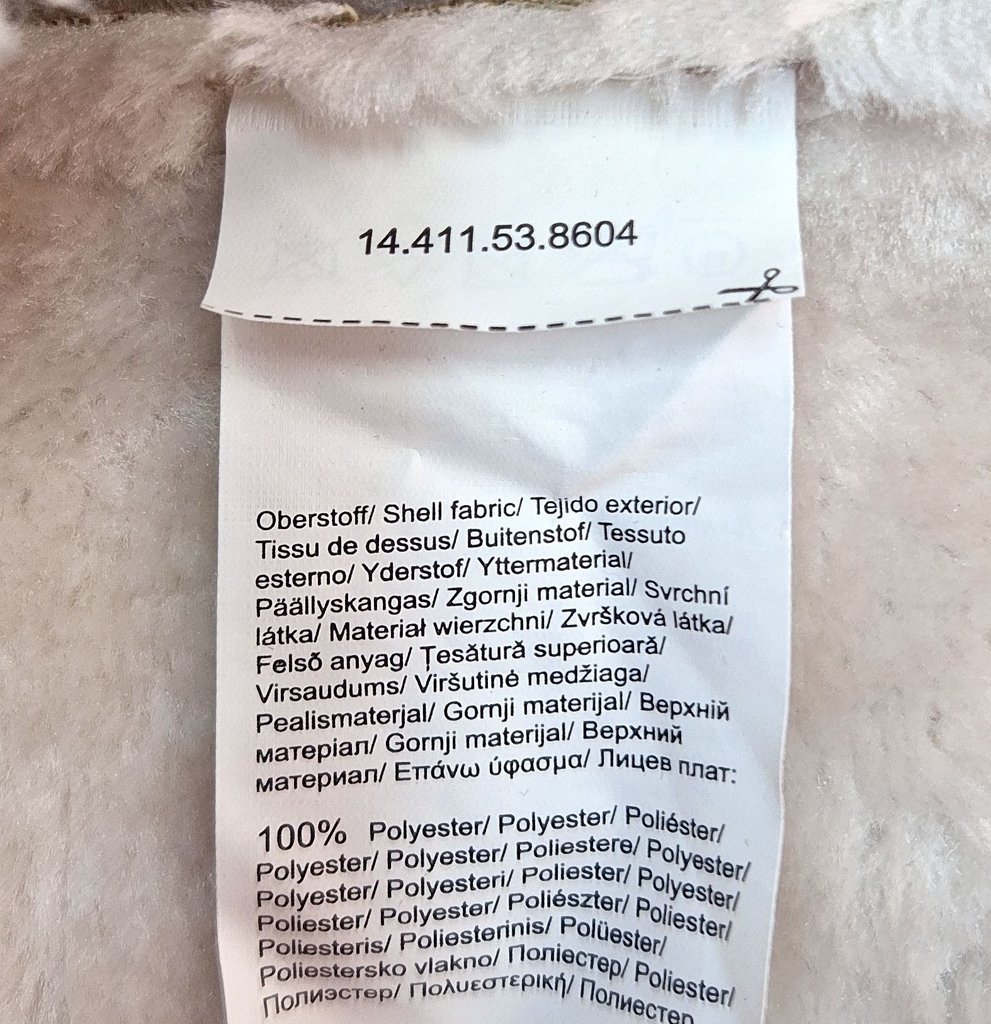 14.411.53.8604
Oberstoff/ Shell fabric/ Tejido exterior/
Tissu de dessus/ Buitenstof/ Tessuto
esterno/ Yderstof/ Yttermaterial/
Päällyskangas/ Zgornji material/ Svrchní
látka/ Materiał wierzchni/ Zvršková látka/
Felső anyag/ Ţesătură superioară/
Virsaudums/ Viršutinė medžiaga/
Pealismaterjal/ Gornji materijal/ Верхній
матеріал/ Gornji materijal/ Верхний
материал/ Επάνω ύφασμα/ Лицев плат:
100% Polyester/ Polyester/ Poliéster/
Polyester/ Polyester/ Poliestere/ Polyester/
Polyester/ Polyesteri/ Poliester/ Polyester/
Poliester/ Polyester/ Poliészter/ Poliester/
Poliesteris/ Poliesterinis/ Polüester/
Poliestersko vlakno/ Поліестер/ Poliester/
Полиэстер/ Πολυεστερική/ Полиестер